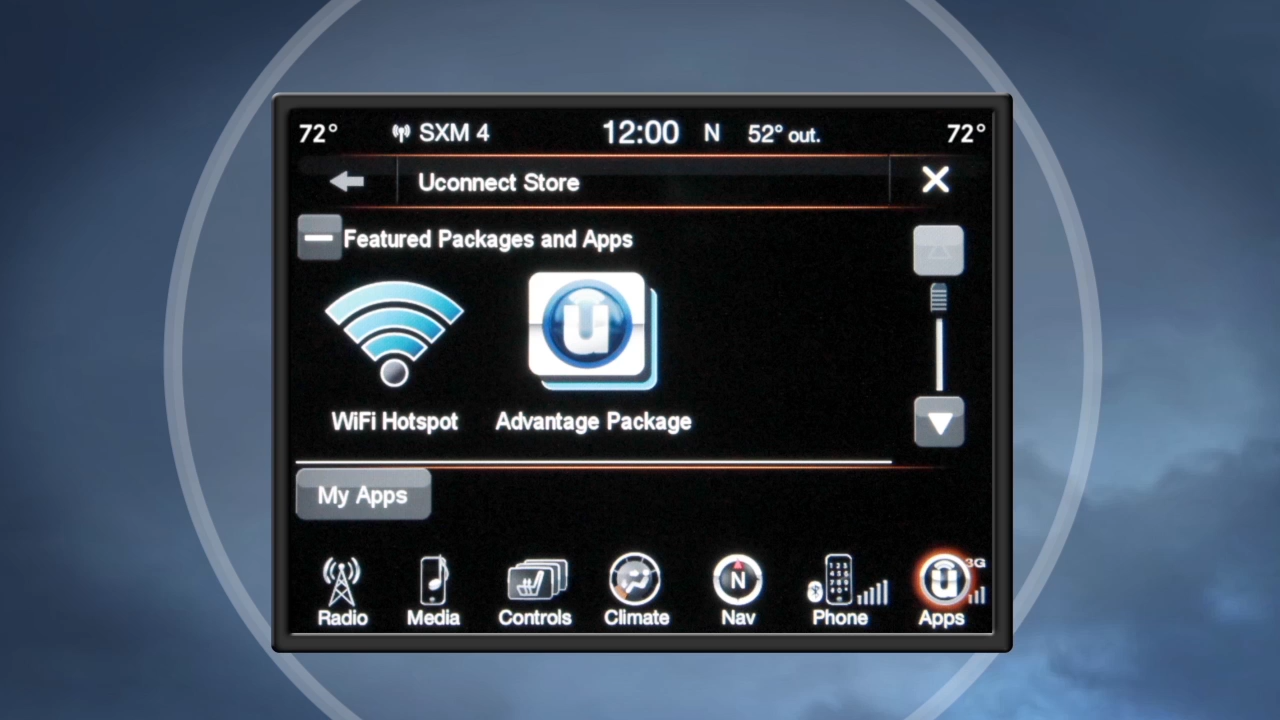 72° SXM 4 12:00 N 52° out. 72°
Uconnect Store
Featured Packages and Apps
u u
WiFi Hotspot Advantage Package
My Apps
N 3G
Radio Media Controls Climate Nav Phone Apps